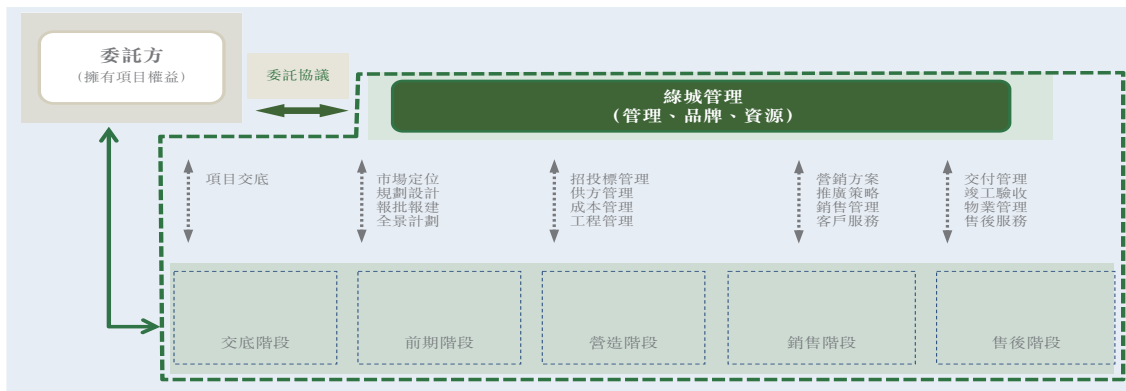 委託方
(擁有項目權益)
委託協議
綠城管理
(管理、品牌、資源)
項目交底
市場定位
規劃設計
報批報建
全景計劃
招投標管理
供方管理
成本管理
工程管理
營銷方案
推廣策略
銷售管理
客戶服務
交付管理
竣工驗收
物業管理
售後服務
交底階段
前期階段
營造階段
銷售階段
售後階段